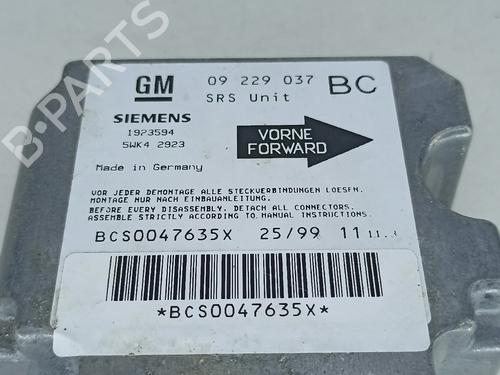 GM 09 229 037 BC
SRS Unit
SIEMENS
1923594
5WK4 2923
VORNE
FORWARD
Made in Germany
VOR JEDER DEMONTAGE ALLE STECKVERBINDUNGEN LOESEN.
MONTAGE NUR NACH EINBAUANLEITUNG.
BEFORE EVERY DISASSEMBLY, DETACH ALL CONNECTORS.
ASSEMBLE STRICTLY ACCORDING TO MANUAL INSTRUCTIONS.
BCS0047635X 25/99 11
*BCS0047635X*
B-PARTS